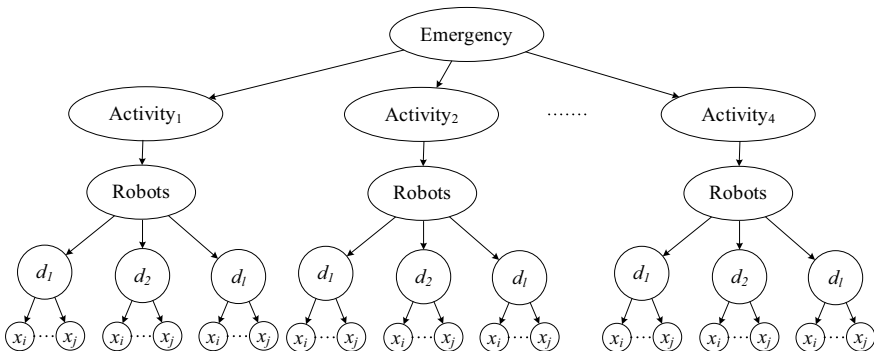 Emergency
Activity₁ Activity₂ ....... Activity₄
Robots Robots Robots
d₁ d₂ dₗ d₁ d₂ dₗ d₁ d₂ dₗ
xᵢ ... xⱼ xᵢ ... xⱼ xᵢ ... xⱼ xᵢ ... xⱼ xᵢ ... xⱼ xᵢ ... xⱼ xᵢ ... xⱼ xᵢ ... xⱼ xᵢ ... xⱼ